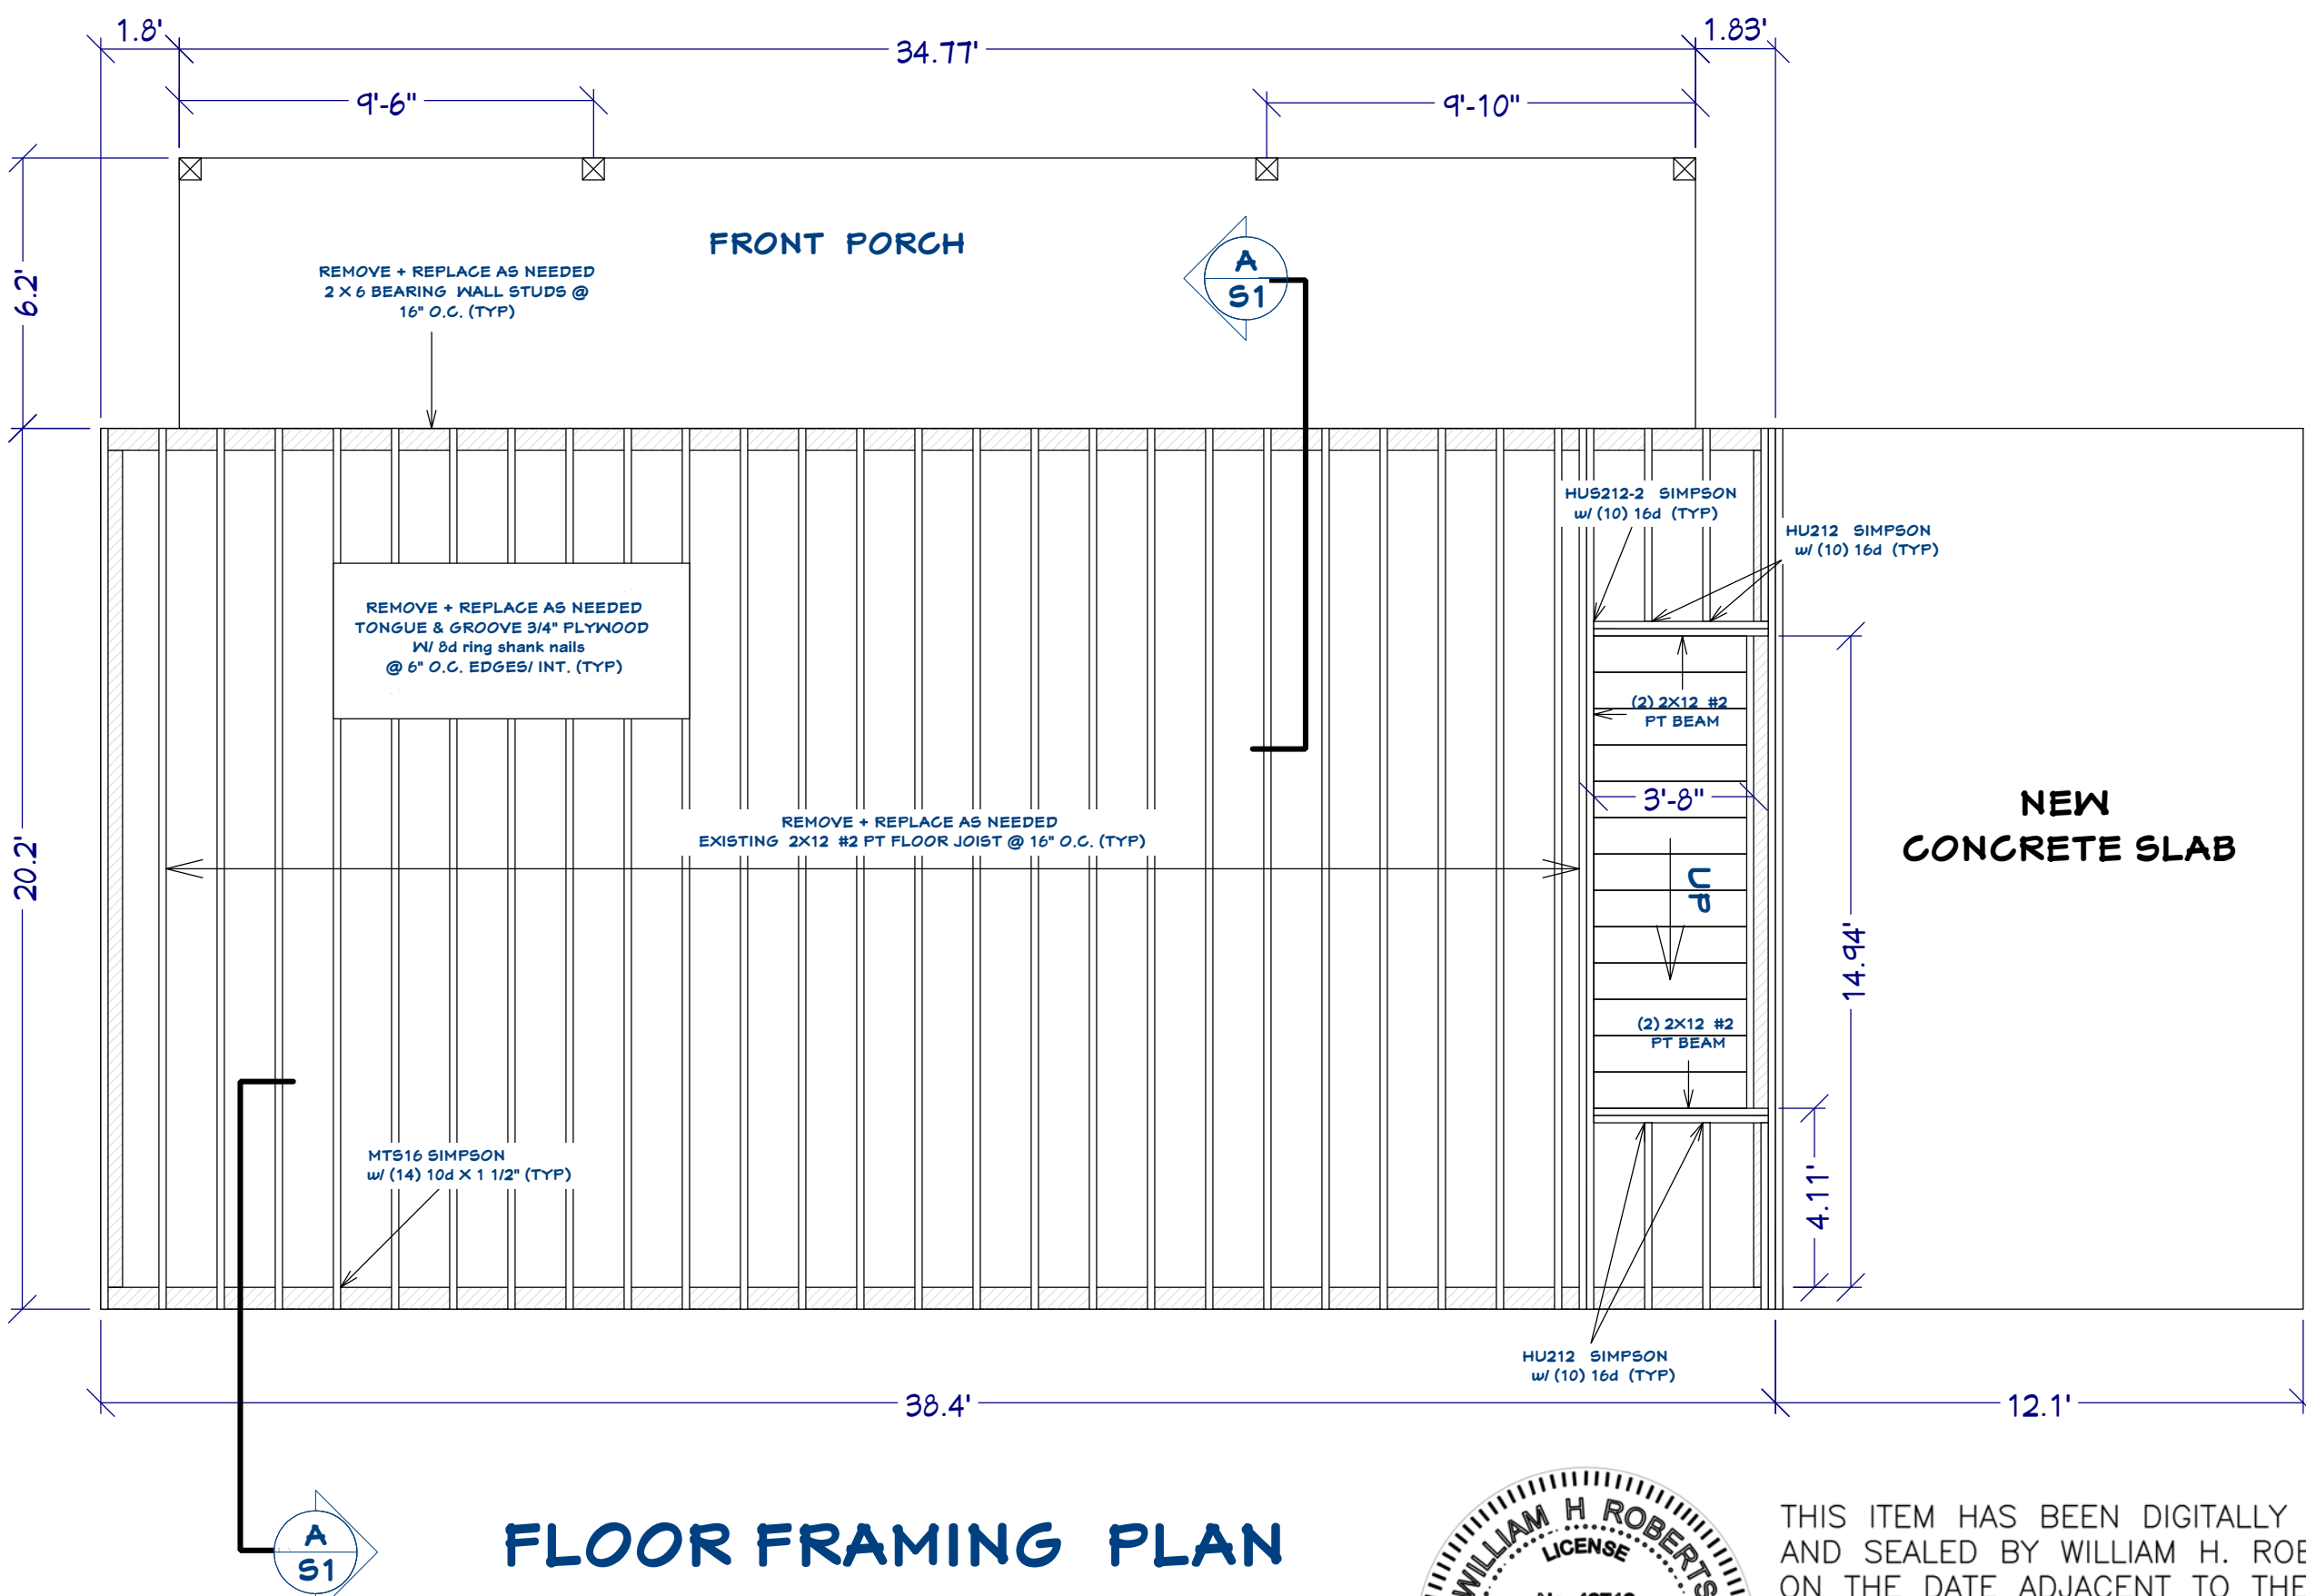 1.8'
34.77'
1.83'
9'-6"
9'-10"
6.2'
FRONT PORCH
A
S1
REMOVE + REPLACE AS NEEDED
2 X 6 BEARING WALL STUDS @
16" O.C. (TYP)
HUS212-2 SIMPSON
w/ (10) 16d (TYP)
HU212 SIMPSON
w/ (10) 16d (TYP)
REMOVE + REPLACE AS NEEDED
TONGUE & GROOVE 3/4" PLYWOOD
W/ 8d ring shank nails
@ 6" O.C. EDGES/ INT. (TYP)
(2) 2X12 #2
PT BEAM
3'-8"
NEW
CONCRETE SLAB
REMOVE + REPLACE AS NEEDED
EXISTING 2X12 #2 PT FLOOR JOIST @ 16" O.C. (TYP)
20.2'
UP
14.94'
(2) 2X12 #2
PT BEAM
MTS16 SIMPSON
w/ (14) 10d X 1 1/2" (TYP)
4.11'
HU212 SIMPSON
w/ (10) 16d (TYP)
38.4'
12.1'
A
S1
FLOOR FRAMING PLAN
WILLIAM H ROBERTS
LICENSE
THIS ITEM HAS BEEN DIGITALLY
AND SEALED BY WILLIAM H.
ON THE DATE ADJACENT TO THE